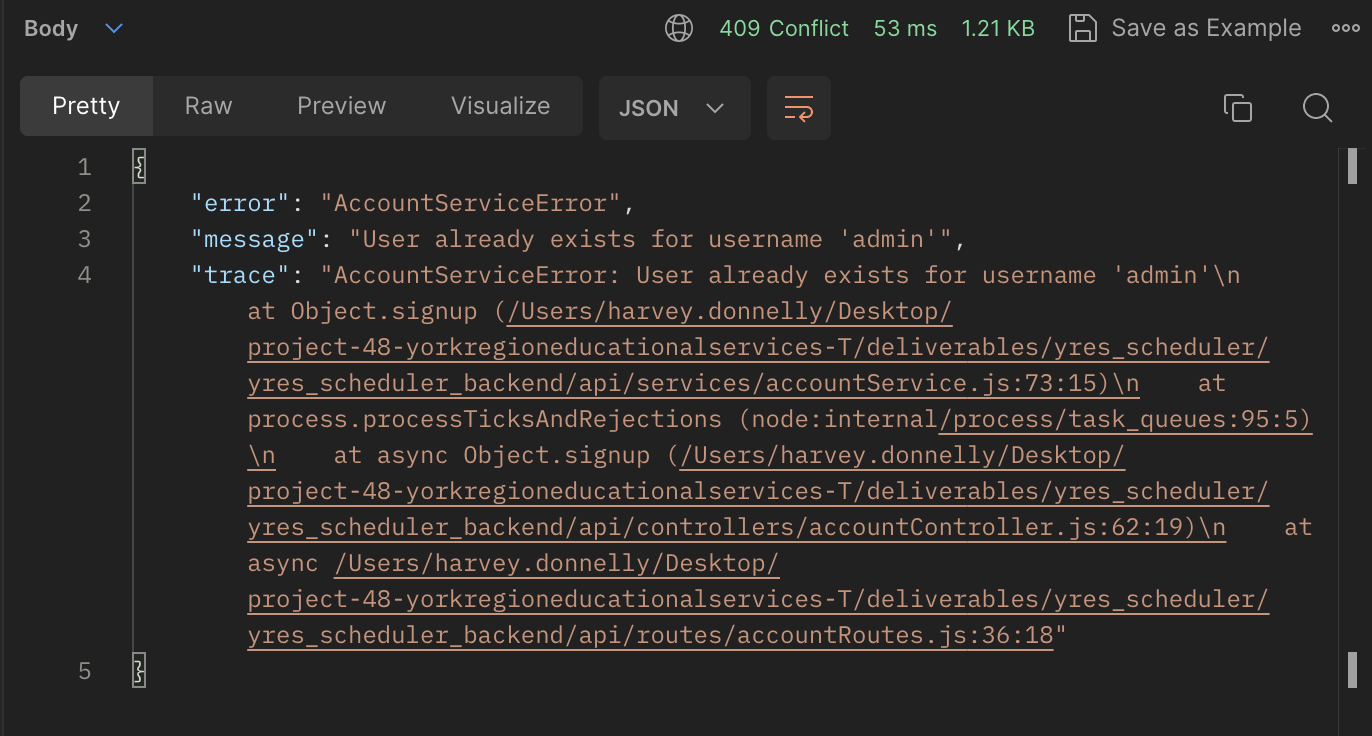 Body 409 Conflict 53 ms 1.21 KB Save as Example
Pretty Raw Preview Visualize JSON
1 {
2 "error": "AccountServiceError",
3 "message": "User already exists for username 'admin'",
4 "trace": "AccountServiceError: User already exists for username 'admin'\n
at Object.signup (/Users/harvey.donnelly/Desktop/
project-48-yorkregioneducationalservices-T/deliverables/yres_scheduler/
yres_scheduler_backend/api/services/accountService.js:73:15)\n    at
process.processTicksAndRejections (node:internal/process/task_queues:95:5)
\n    at async Object.signup (/Users/harvey.donnelly/Desktop/
project-48-yorkregioneducationalservices-T/deliverables/yres_scheduler/
yres_scheduler_backend/api/controllers/accountController.js:62:19)\n    at
async /Users/harvey.donnelly/Desktop/
project-48-yorkregioneducationalservices-T/deliverables/yres_scheduler/
yres_scheduler_backend/api/routes/accountRoutes.js:36:18"
5 }